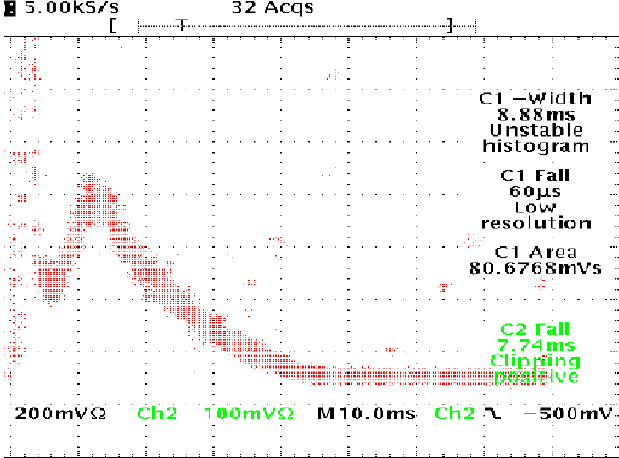 5.00kS/s 32 Acqs
C1 −Width
8.88ms
Unstable
histogram
C1 Fall
60µs
Low
resolution
C1 Area
80.6768mVs
C2 Fall
7.74ms
Clipping
positive
200mVΩ Ch2 100mVΩ M10.0ms Ch2 −500mV